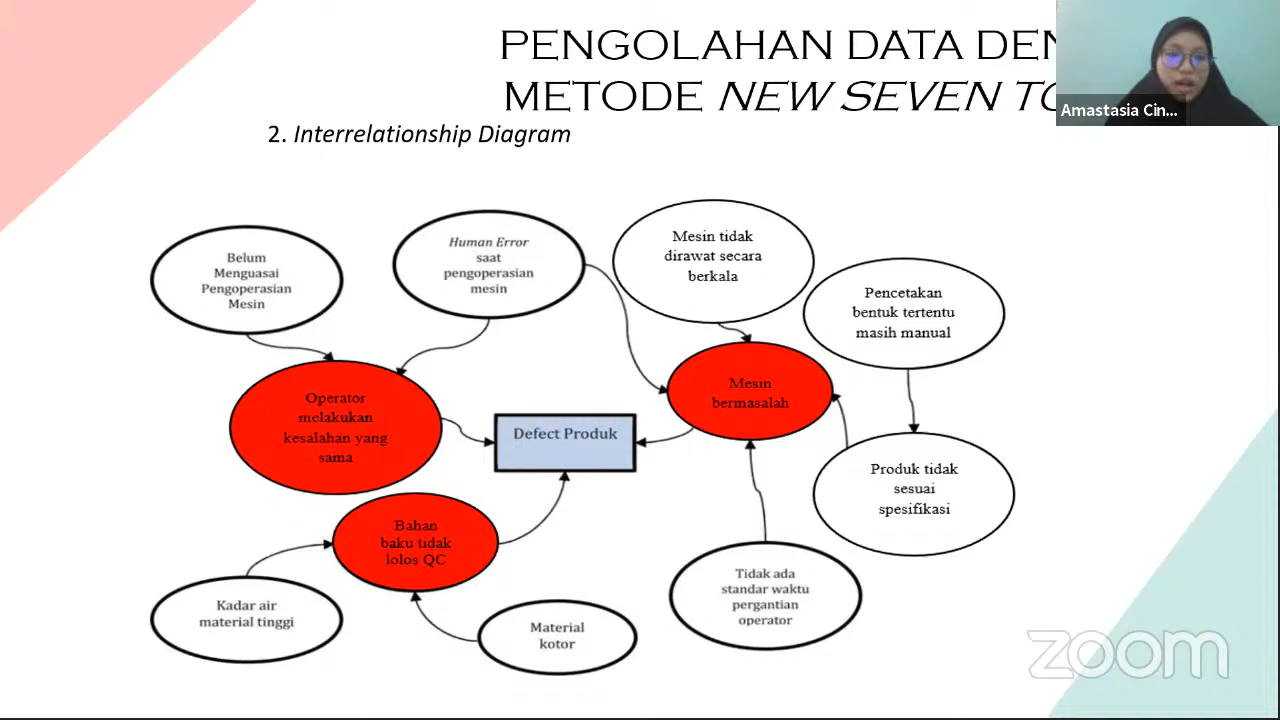 PENGOLAHAN DATA DEN
METODE NEW SEVEN TO
Amastasia Cin...
2. Interrelationship Diagram
Belum
Menguasai
Pengoperasian
Mesin
Human Error
saat
pengoperasian
mesin
Mesin tidak
dirawat secara
berkala
Pencetakan
bentuk tertentu
masih manual
Operator
melakukan
kesalahan yang
sama
Defect Produk
Mesin
bermasalah
Produk tidak
sesuai
spesifikasi
Bahan
baku tidak
lolos QC
Kadar air
material tinggi
Material
kotor
Tidak ada
standar waktu
pergantian
operator
zoom